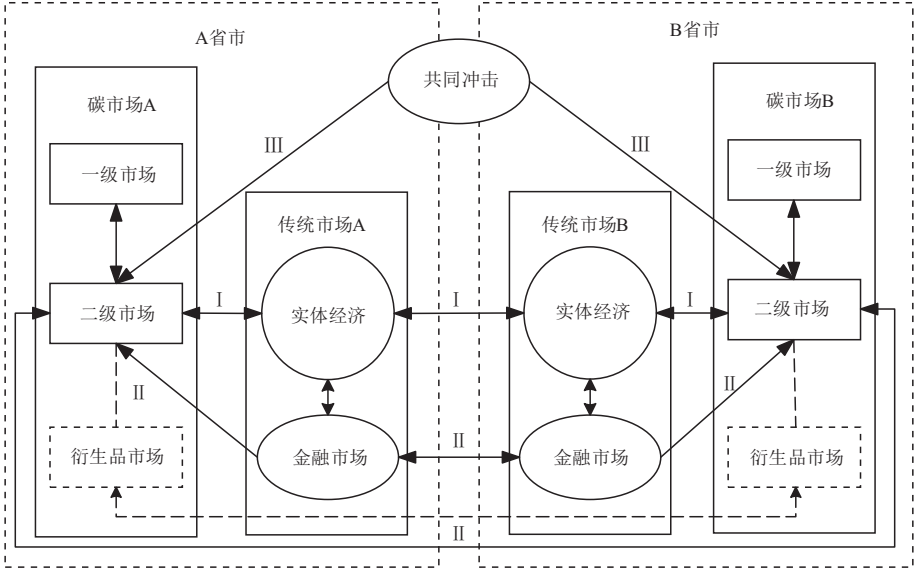 A省市
B省市
共同冲击
碳市场A
碳市场B
一级市场
一级市场
Ⅲ
Ⅲ
传统市场A
传统市场B
二级市场
Ⅰ
实体经济
Ⅰ
实体经济
Ⅰ
二级市场
Ⅱ
Ⅱ
衍生品市场
金融市场
Ⅱ
金融市场
衍生品市场
Ⅱ